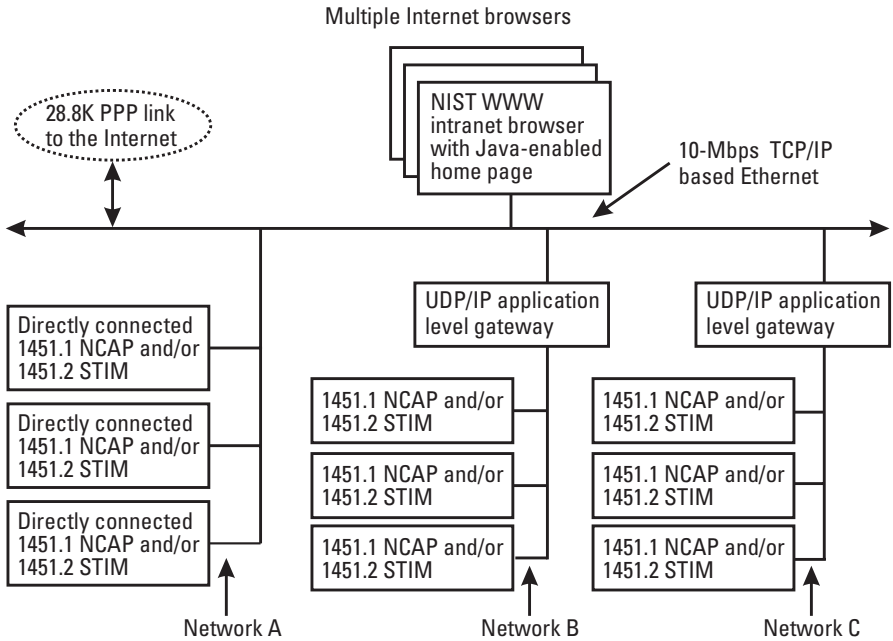 Multiple Internet browsers
28.8K PPP link
to the Internet
NIST WWW
intranet browser
with Java-enabled
home page
10-Mbps TCP/IP
based Ethernet
UDP/IP application
level gateway
UDP/IP application
level gateway
Directly connected
1451.1 NCAP and/or
1451.2 STIM
Directly connected
1451.1 NCAP and/or
1451.2 STIM
Directly connected
1451.1 NCAP and/or
1451.2 STIM
1451.1 NCAP and/or
1451.2 STIM
1451.1 NCAP and/or
1451.2 STIM
1451.1 NCAP and/or
1451.2 STIM
1451.1 NCAP and/or
1451.2 STIM
1451.1 NCAP and/or
1451.2 STIM
1451.1 NCAP and/or
1451.2 STIM
Network A
Network B
Network C